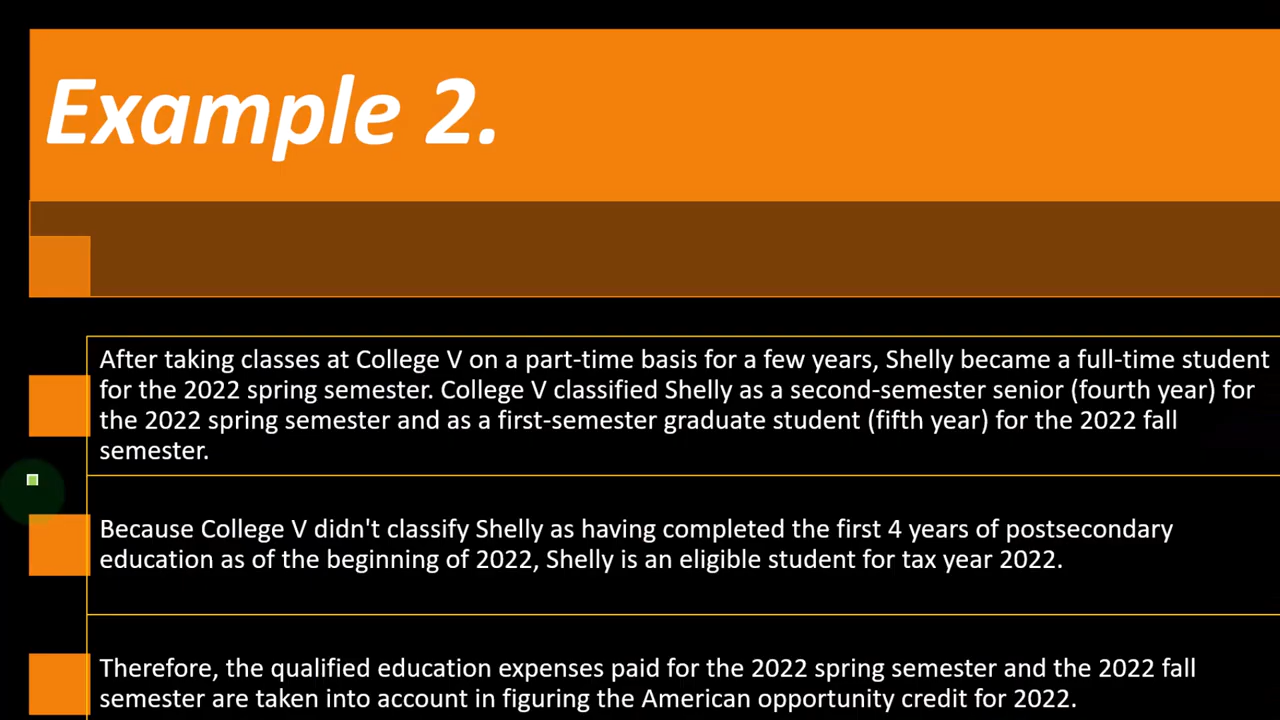 Example 2.
After taking classes at College V on a part-time basis for a few years, Shelly became a full-time student
for the 2022 spring semester. College V classified Shelly as a second-semester senior (fourth year) for
the 2022 spring semester and as a first-semester graduate student (fifth year) for the 2022 fall
semester.
Because College V didn't classify Shelly as having completed the first 4 years of postsecondary
education as of the beginning of 2022, Shelly is an eligible student for tax year 2022.
Therefore, the qualified education expenses paid for the 2022 spring semester and the 2022 fall
semester are taken into account in figuring the American opportunity credit for 2022.